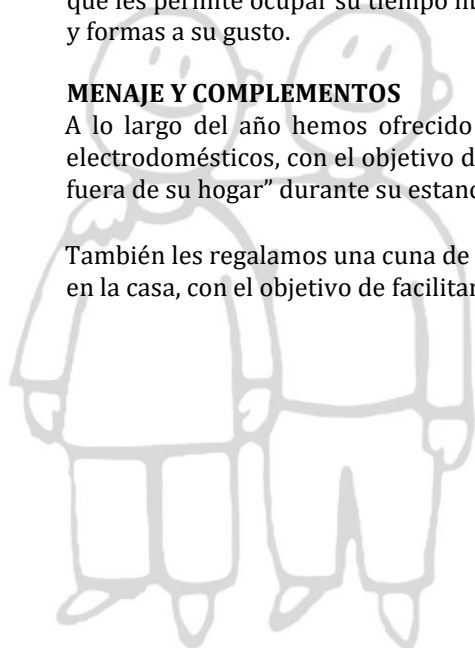 que les permite ocupar su tiempo
y formas a su gusto.
MENAJE Y COMPLEMENTOS
A lo largo del año hemos ofrecido
electrodomésticos, con el objetivo
fuera de su hogar” durante su
También les regalamos una cuna de
en la casa, con el objetivo de